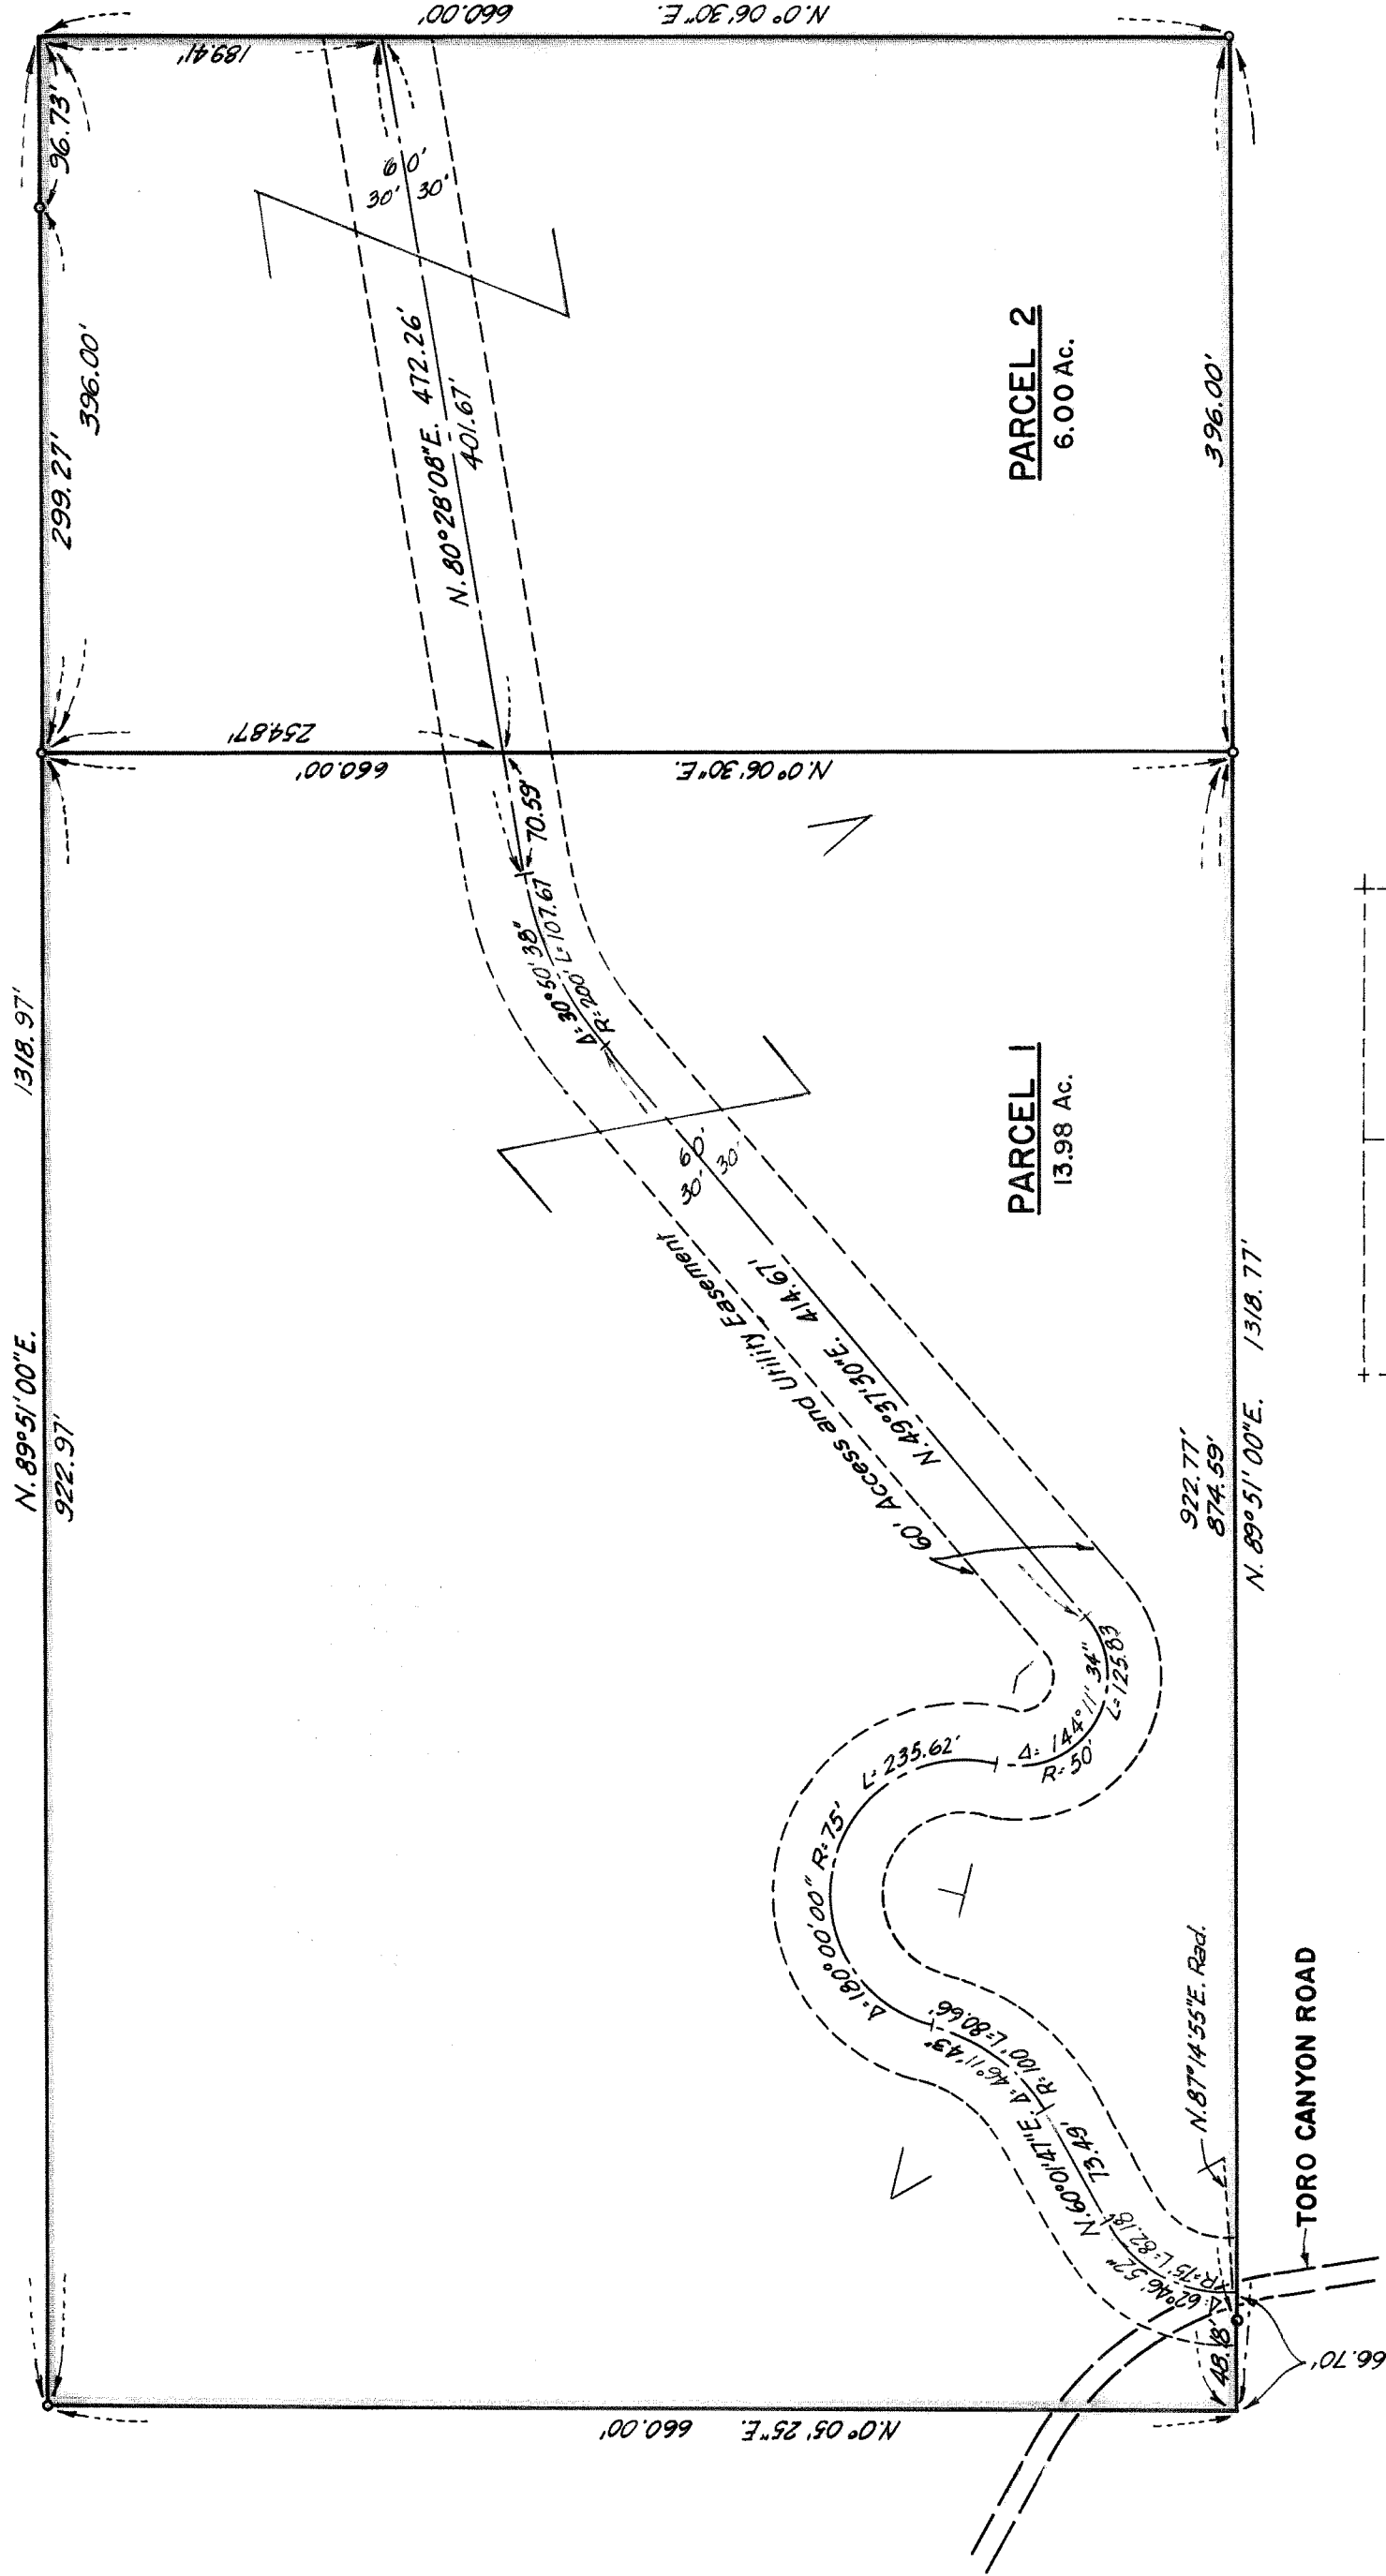 N. 89° 51' 00" E.
1318.97'
922.97'
299.27'
96.73'
396.00'
N. 0° 05' 25" E. 660.00'
660.00'
N. 0° 06' 30" E.
254.87'
660.00'
N. 0° 06' 30" E.
189.41'
N. 80° 28' 08" E. 472.26'
401.67'
60'
30'
30'
70.59'
Δ= 30° 50' 38"
R= 200' L= 107.67
60'
30'
30'
60' Access and Utility Easement
N. 49° 37' 30" E. 414.67'
Δ= 144° 11' 34"
R= 50'
L= 125.83
Δ= 180° 00' 00" R= 75' L= 235.62'
Δ= 46° 11' 43"
R= 100' L= 80.66'
N. 60° 01' 47" E.
73.49'
Δ= 62° 46' 52"
R= 75' L= 82.18'
48.18'
66.70'
N. 87° 14' 55" E. Rad.
TORO CANYON ROAD
PARCEL 1
13.98 Ac.
PARCEL 2
6.00 Ac.
922.77'
874.59'
N. 89° 51' 00" E. 1318.77'
396.00'